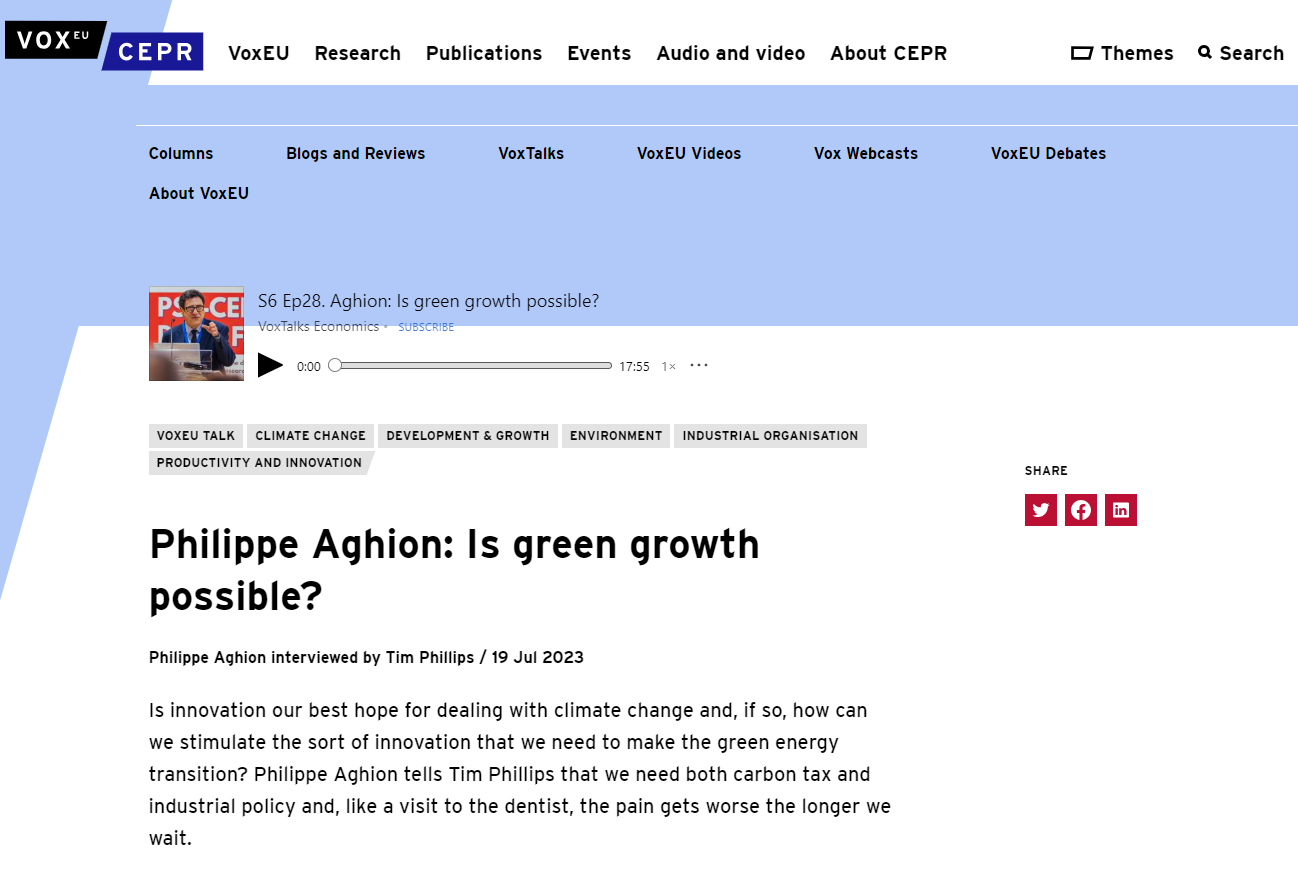 VOX EU
CEPR
VoxEU Research Publications Events Audio and video About CEPR Themes Search
Columns Blogs and Reviews VoxTalks VoxEU Videos Vox Webcasts VoxEU Debates
About VoxEU
S6 Ep28. Aghion: Is green growth possible?
VoxTalks Economics • SUBSCRIBE
0:00 17:55 1× ...
VOXEU TALK CLIMATE CHANGE DEVELOPMENT & GROWTH ENVIRONMENT INDUSTRIAL ORGANISATION
PRODUCTIVITY AND INNOVATION
SHARE
Philippe Aghion: Is green growth
possible?
Philippe Aghion interviewed by Tim Phillips / 19 Jul 2023
Is innovation our best hope for dealing with climate change and, if so, how can
we stimulate the sort of innovation that we need to make the green energy
transition? Philippe Aghion tells Tim Phillips that we need both carbon tax and
industrial policy and, like a visit to the dentist, the pain gets worse the longer we
wait.